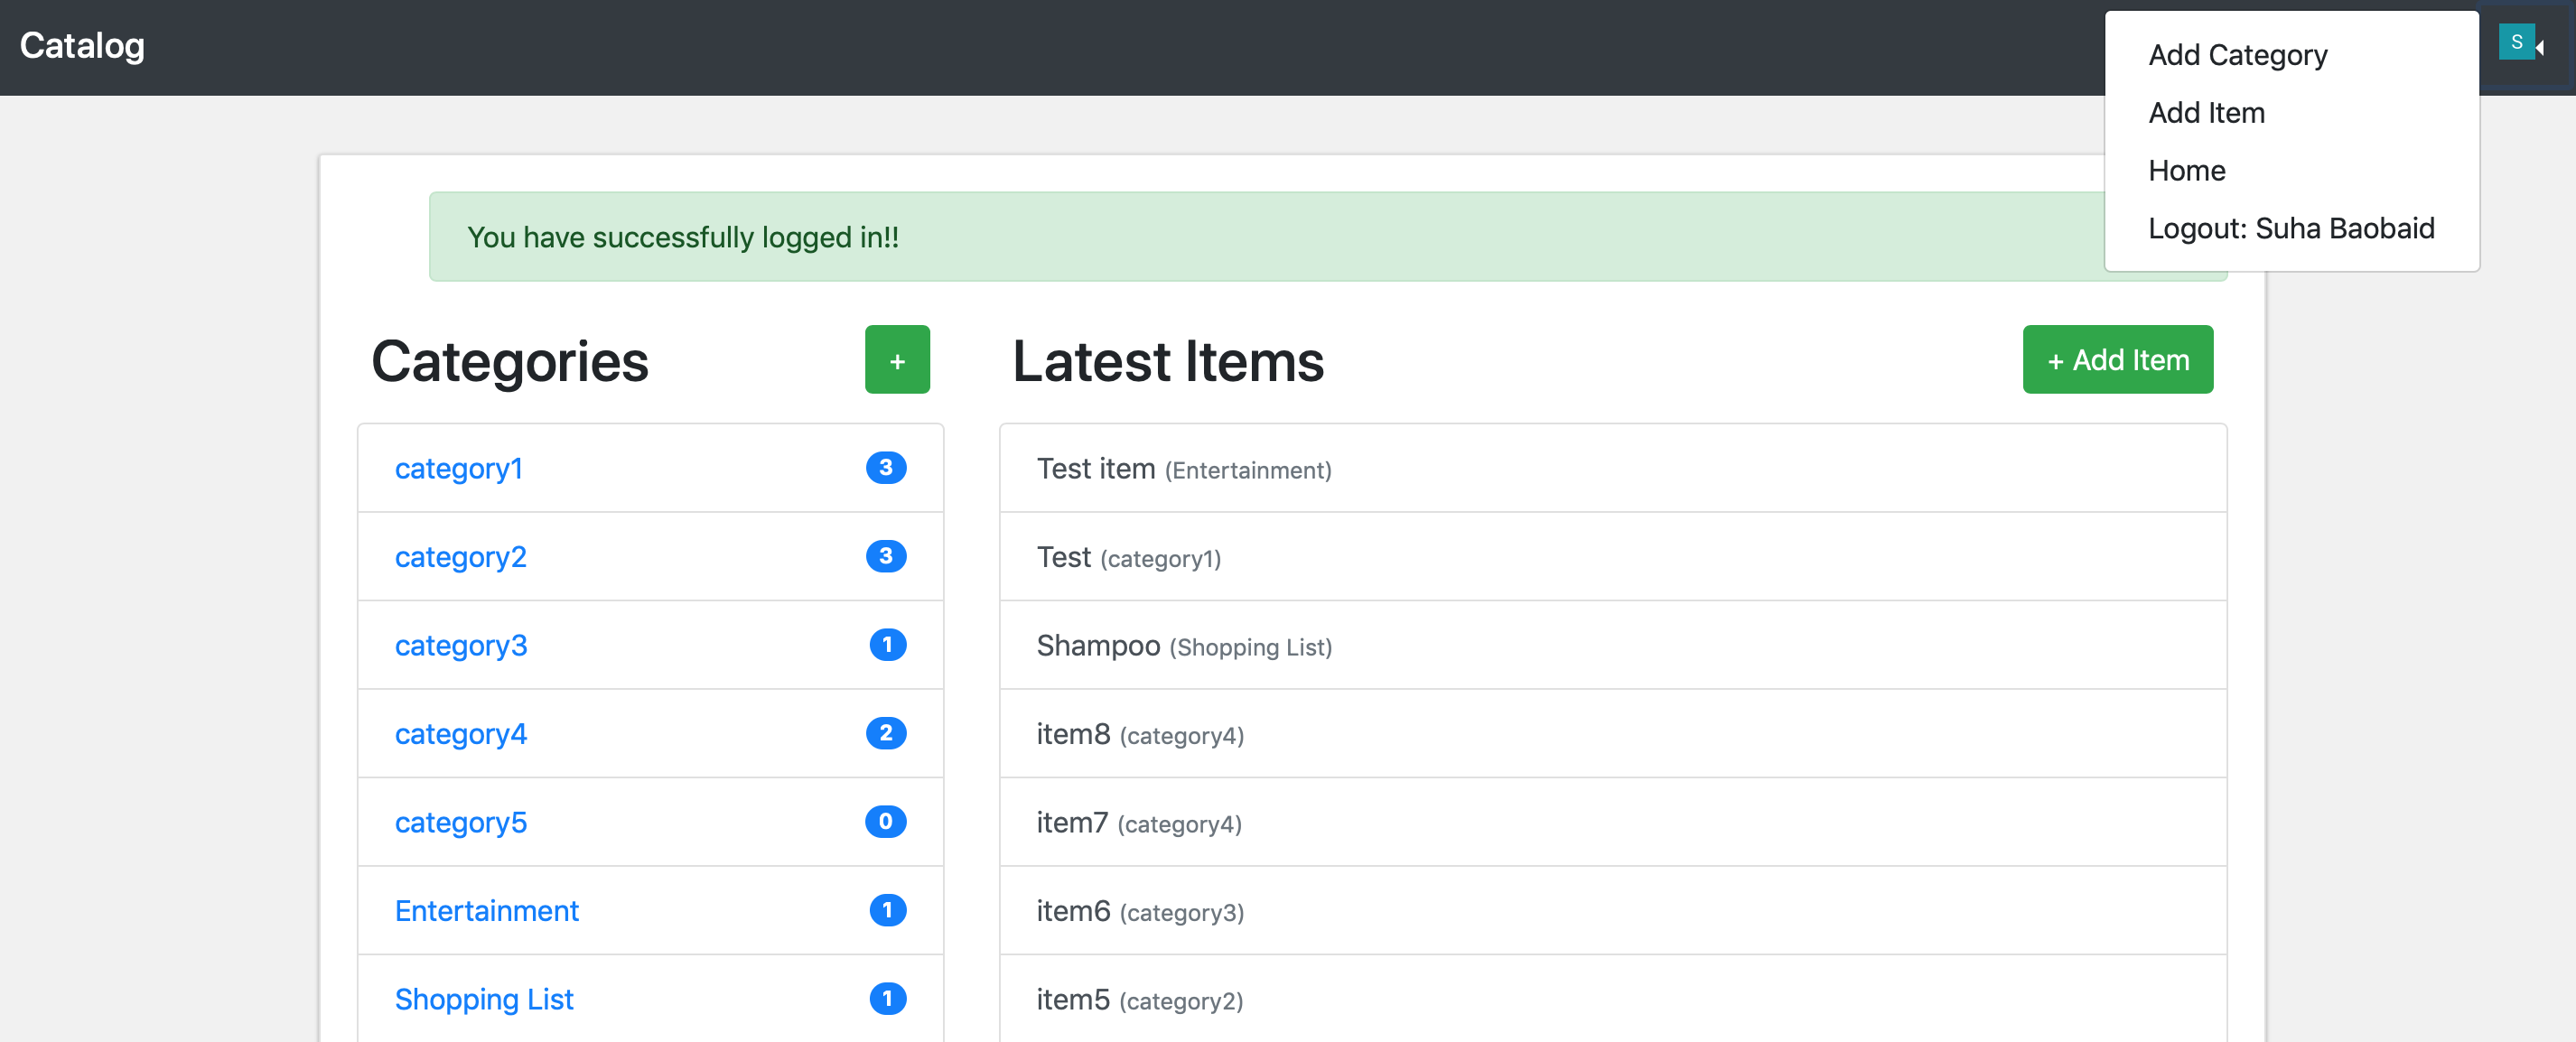 Catalog
S
Add Category
Add Item
Home
Logout: Suha Baobaid
You have successfully logged in!!
Categories
+
category1 3
category2 3
category3 1
category4 2
category5 0
Entertainment 1
Shopping List 1
Latest Items
+ Add Item
Test item (Entertainment)
Test (category1)
Shampoo (Shopping List)
item8 (category4)
item7 (category4)
item6 (category3)
item5 (category2)